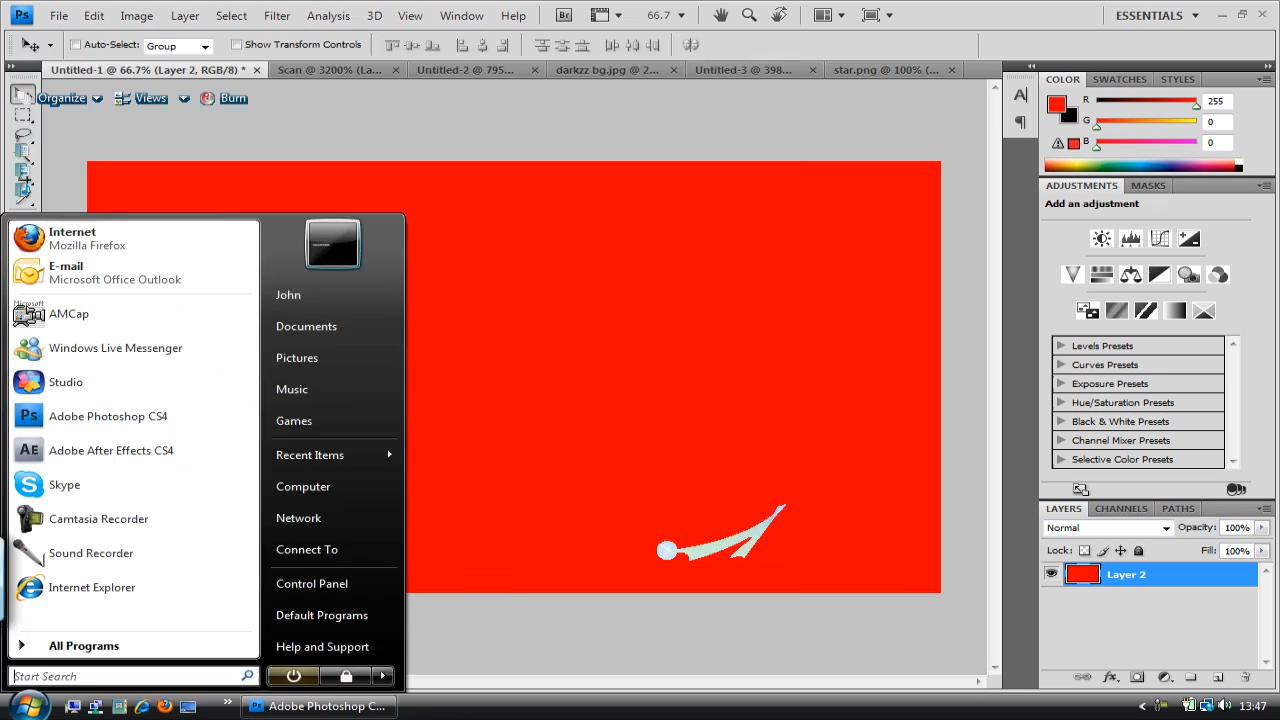 Ps File Edit Image Layer Select Filter Analysis 3D View Window Help Br 66.7 ESSENTIALS
Auto-Select: Group Show Transform Controls
Untitled-1 @ 66.7% (Layer 2, RGB/8) * Scan @ 3200% (La... Untitled-2 @ 795... darkzz bg.jpg @ 2... Untitled-3 @ 398... star.png @ 100% (...
Organize Views Burn
COLOR SWATCHES STYLES
R 255
G 0
B 0
ADJUSTMENTS MASKS
Add an adjustment
Levels Presets
Curves Presets
Exposure Presets
Hue/Saturation Presets
Black & White Presets
Channel Mixer Presets
Selective Color Presets
LAYERS CHANNELS PATHS
Normal Opacity: 100%
Lock: Fill: 100%
Layer 2
fx
Internet
Mozilla Firefox
E-mail
Microsoft Office Outlook
Microsoft
AMCap
Windows Live Messenger
Studio
Ps Adobe Photoshop CS4
AE Adobe After Effects CS4
Skype
Camtasia Recorder
Sound Recorder
Internet Explorer
All Programs
Start Search
John
Documents
Pictures
Music
Games
Recent Items
Computer
Network
Connect To
Control Panel
Default Programs
Help and Support
Ps Adobe Photoshop C...
13:47